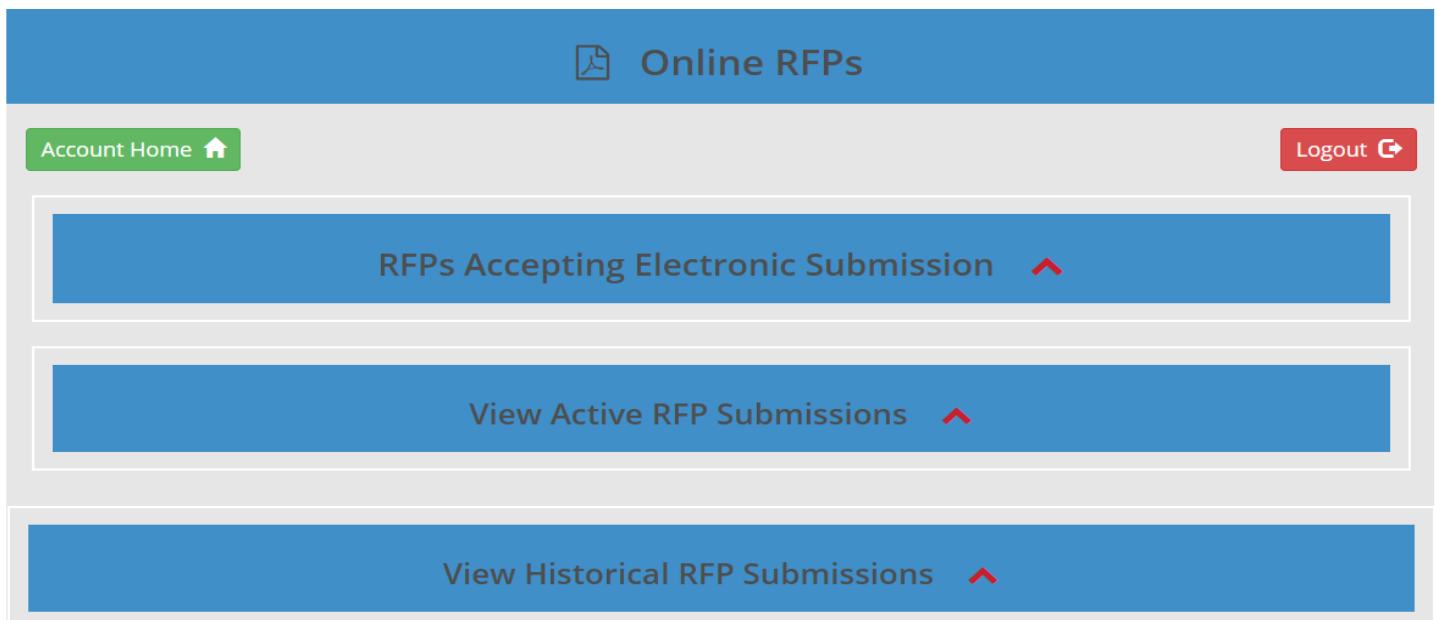 Online RFPs
Account Home
Logout
RFPs Accepting Electronic Submission
View Active RFP Submissions
View Historical RFP Submissions